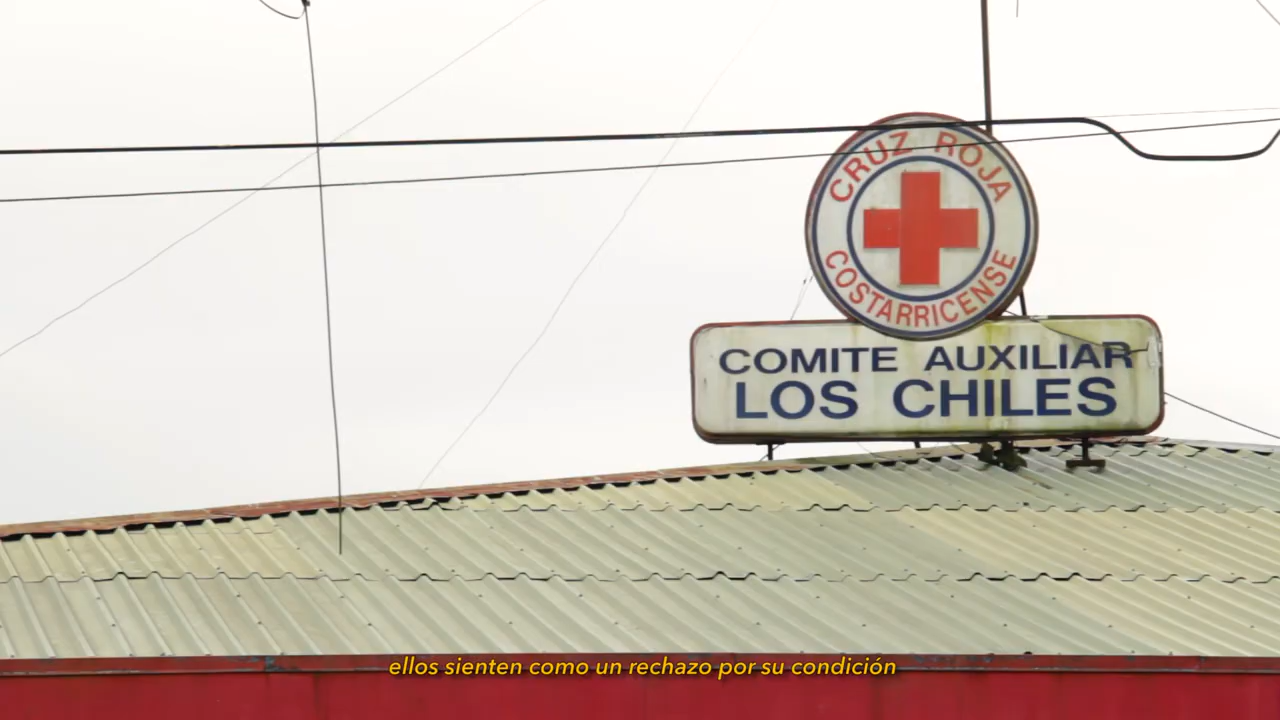 CRUZ ROJA
COSTARRICENSE
COMITE AUXILIAR
LOS CHILES
ellos sienten como un rechazo por su condición